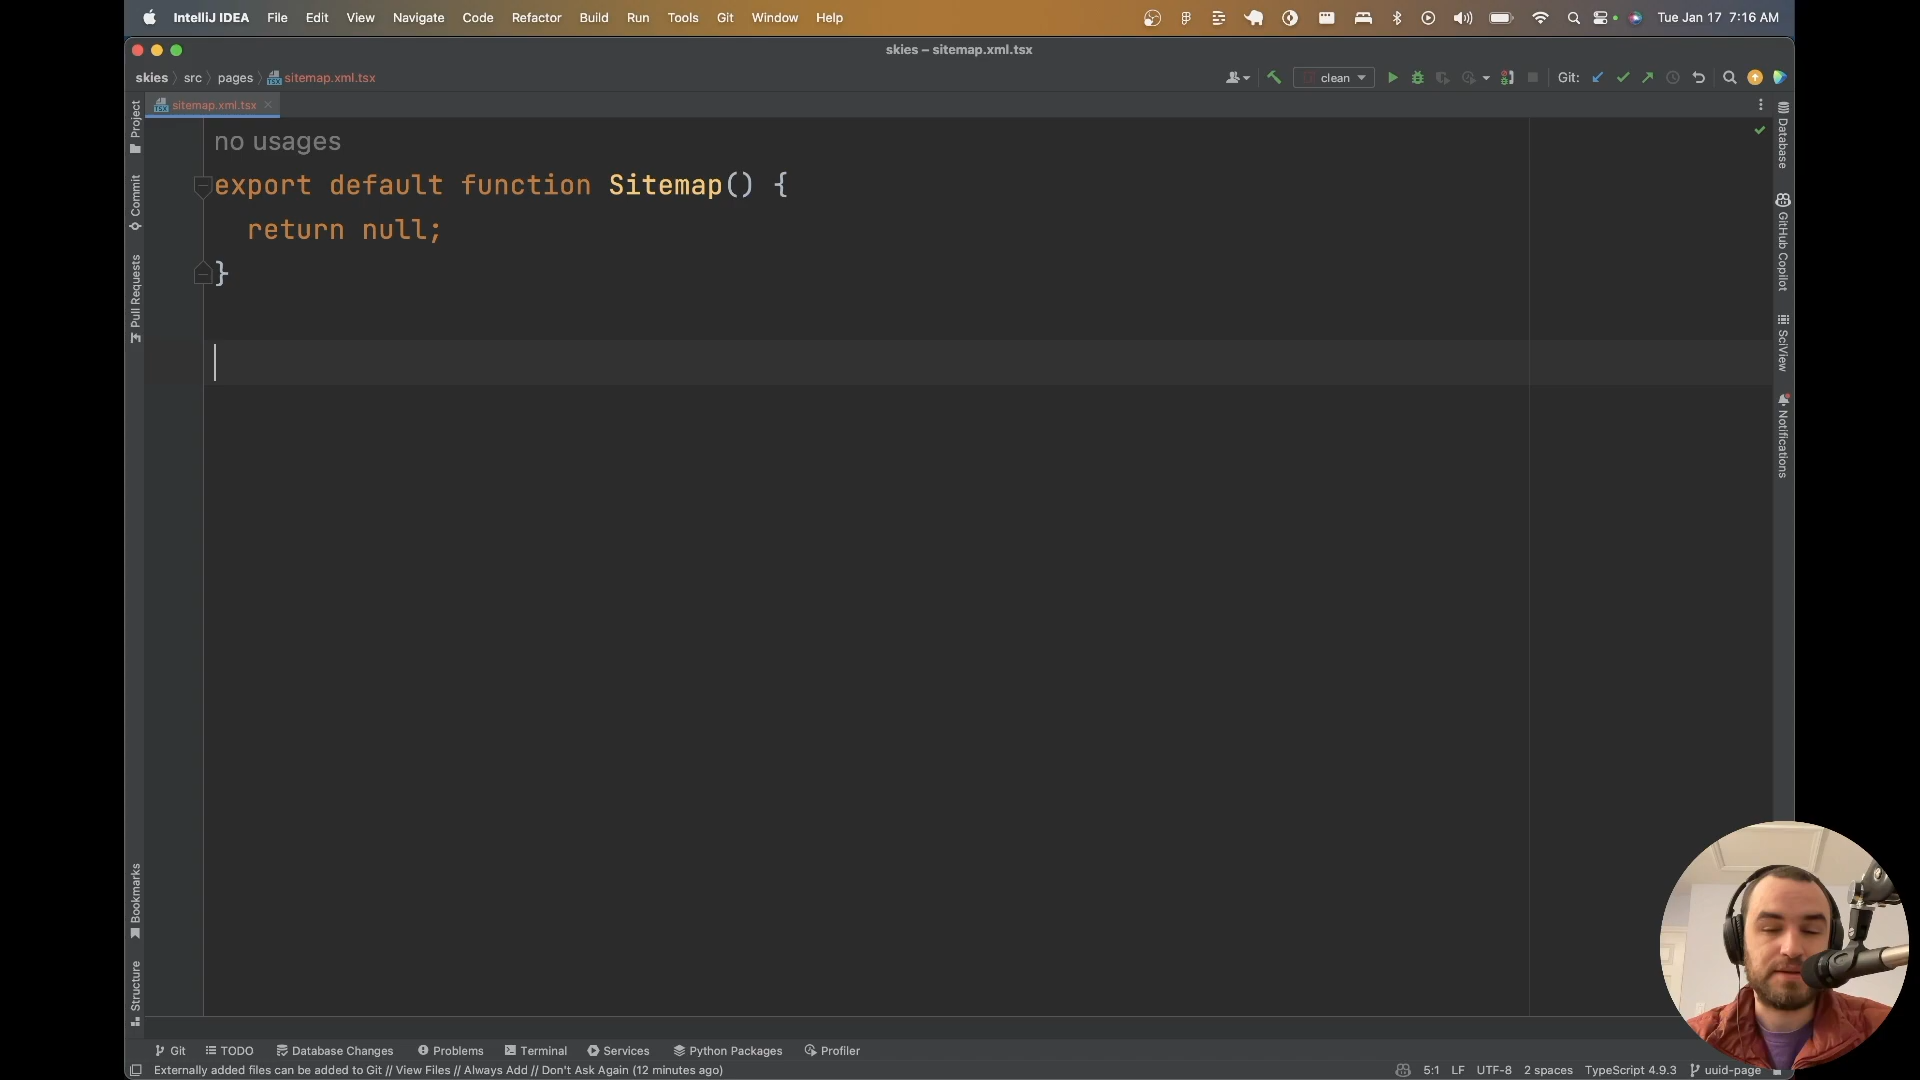 IntelliJ IDEA File Edit View Navigate Code Refactor Build Run Tools Git Window Help Tue Jan 17 7:16 AM
skies – sitemap.xml.tsx
skies src pages sitemap.xml.tsx clean Git:
sitemap.xml.tsx
Project
Commit
Pull Requests
Bookmarks
Structure
no usages
export default function Sitemap() {
return null;
}
Database
GitHub Copilot
SciView
Notifications
Git TODO Database Changes Problems Terminal Services Python Packages Profiler
Externally added files can be added to Git // View Files // Always Add // Don't Ask Again (12 minutes ago) 5:1 LF UTF-8 2 spaces TypeScript 4.9.3 uuid-page